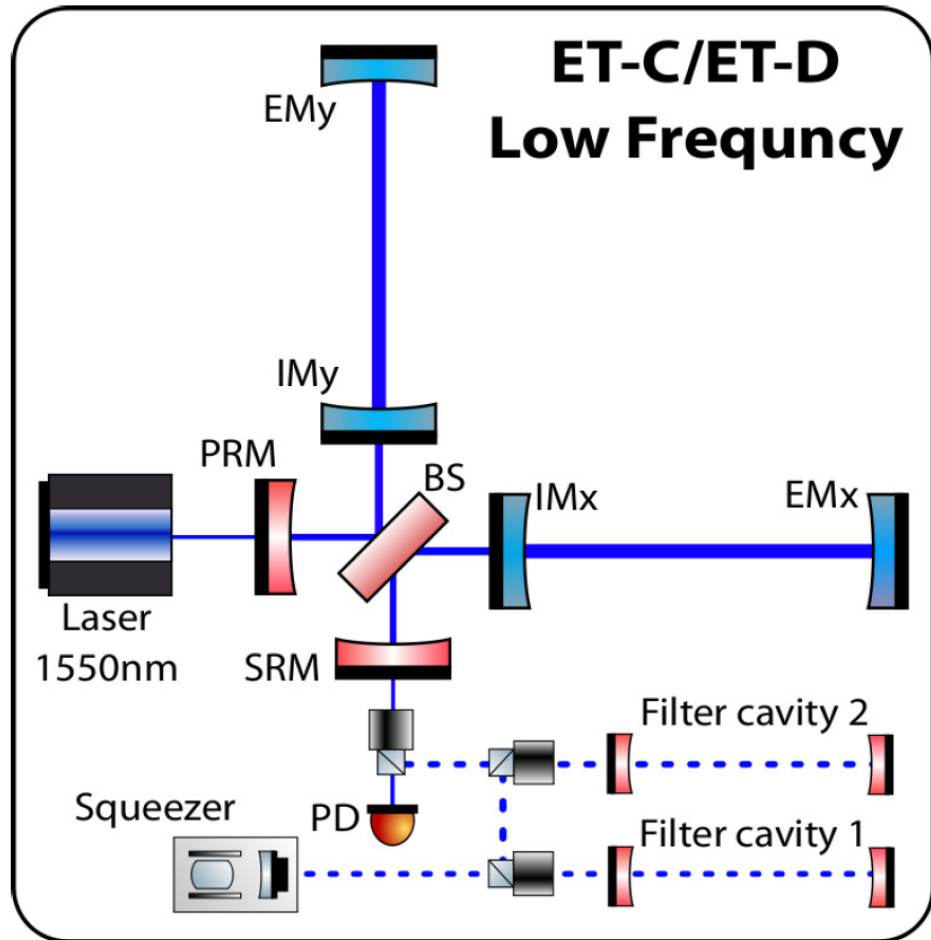 ET-C/ET-D
Low Frequncy
EMy
IMy
PRM
BS
IMx
EMx
Laser
1550nm
SRM
Filter cavity 2
Squeezer
PD
Filter cavity 1